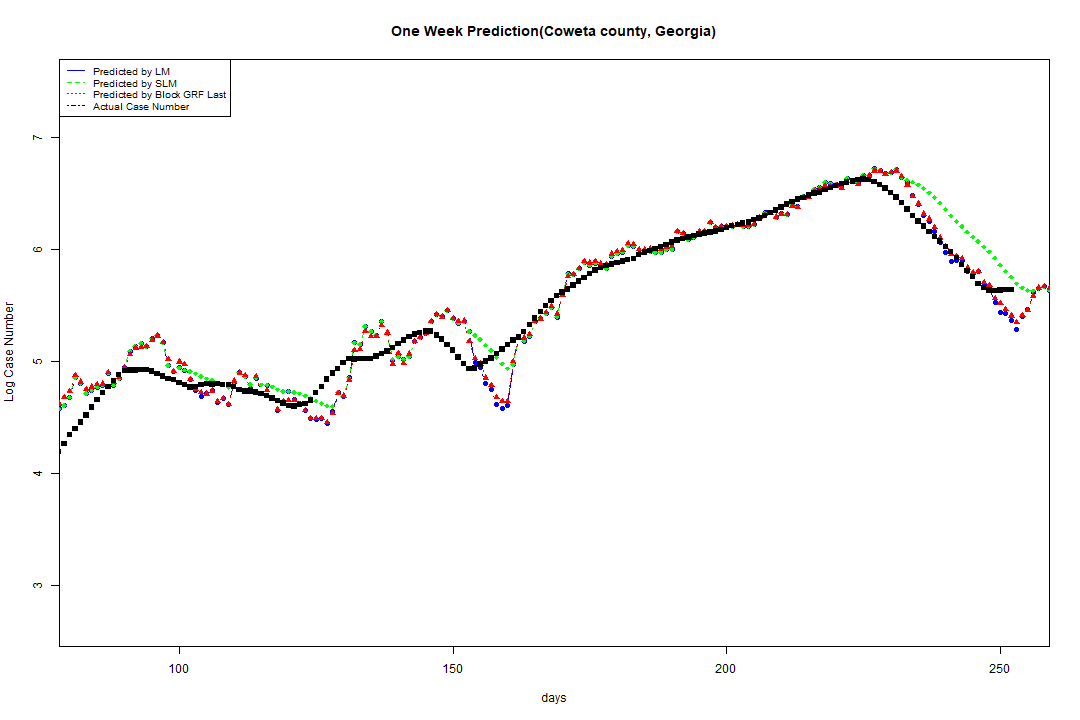 One Week Prediction(Coweta county, Georgia)
Predicted by LM
Predicted by SLM
Predicted by Block GRF Last
Actual Case Number
7
6
5
4
3
Log Case Number
100 150 200 250
days